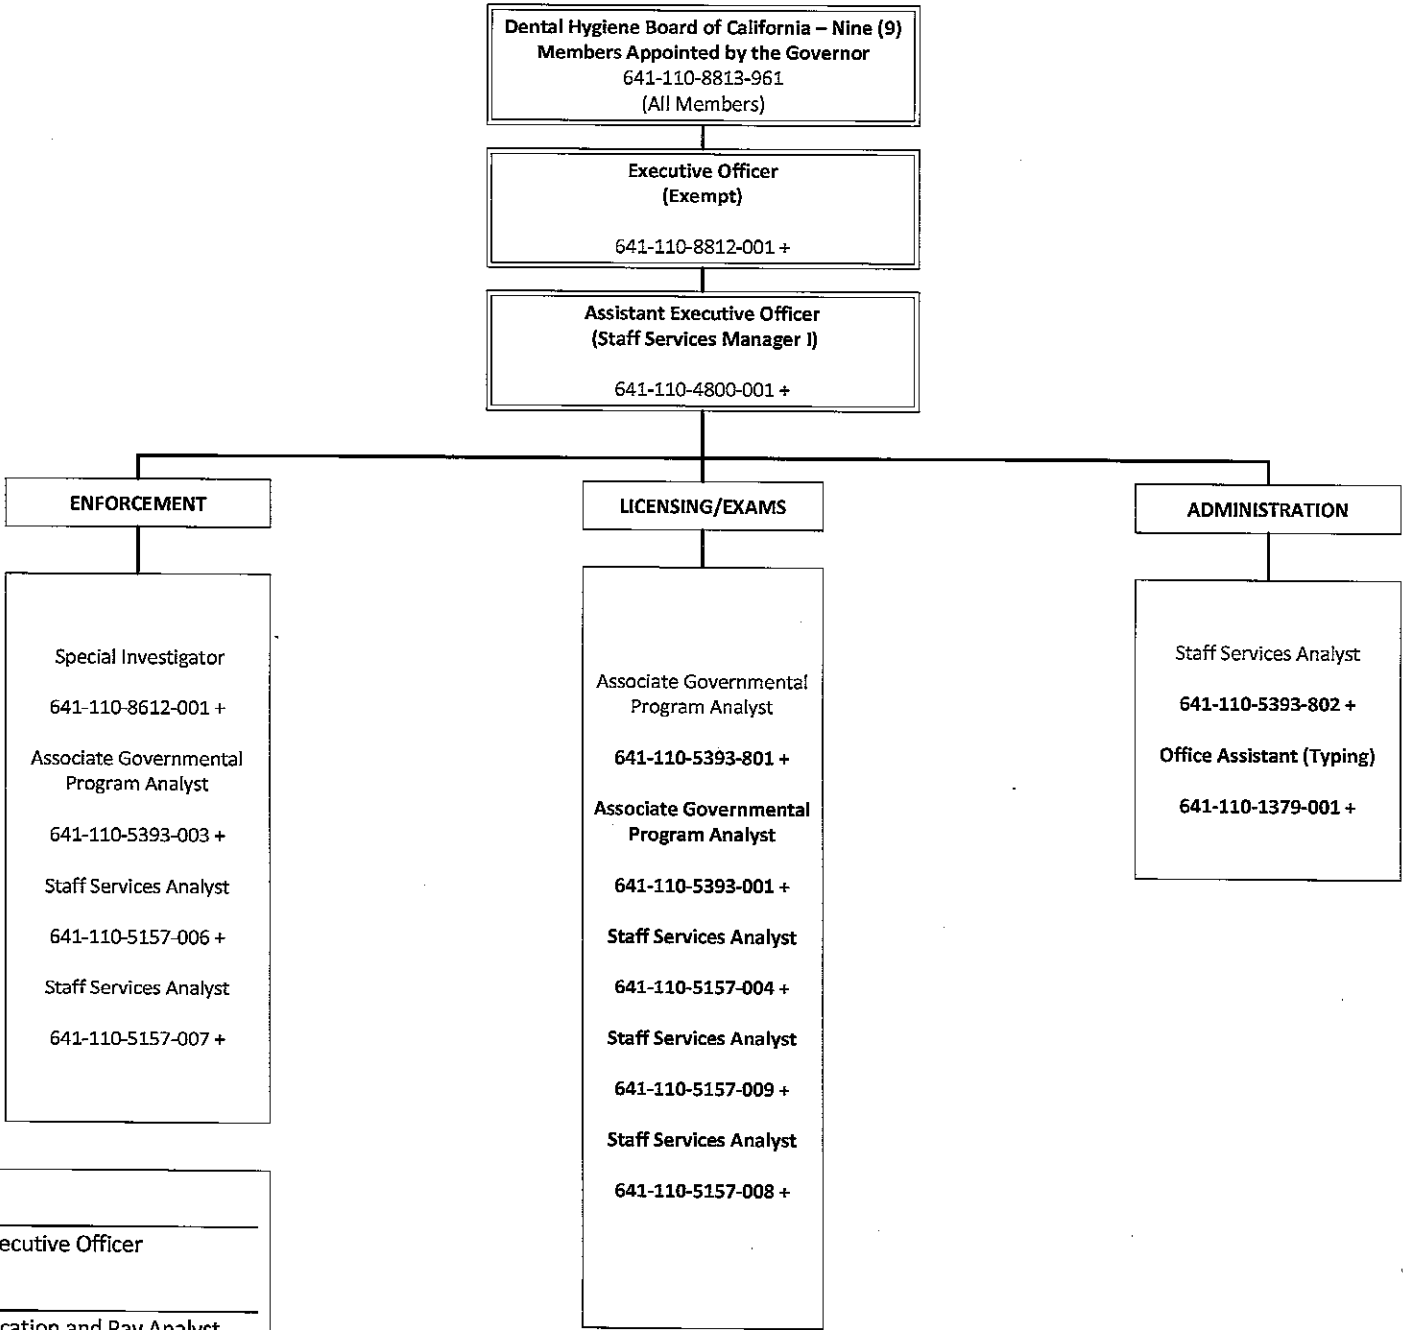 Dental Hygiene Board of California – Nine (9)
Members Appointed by the Governor
641-110-8813-961
(All Members)
Executive Officer
(Exempt)
641-110-8812-001 +
Assistant Executive Officer
(Staff Services Manager I)
641-110-4800-001 +
ENFORCEMENT
Special Investigator
641-110-8612-001 +
Associate Governmental
Program Analyst
641-110-5393-003 +
Staff Services Analyst
641-110-5157-006 +
Staff Services Analyst
641-110-5157-007 +
LICENSING/EXAMS
Associate Governmental
Program Analyst
641-110-5393-801 +
Associate Governmental
Program Analyst
641-110-5393-001 +
Staff Services Analyst
641-110-5157-004 +
Staff Services Analyst
641-110-5157-009 +
Staff Services Analyst
641-110-5157-008 +
ADMINISTRATION
Staff Services Analyst
641-110-5393-802 +
Office Assistant (Typing)
641-110-1379-001 +
ecutive Officer
cation and Pay Analyst